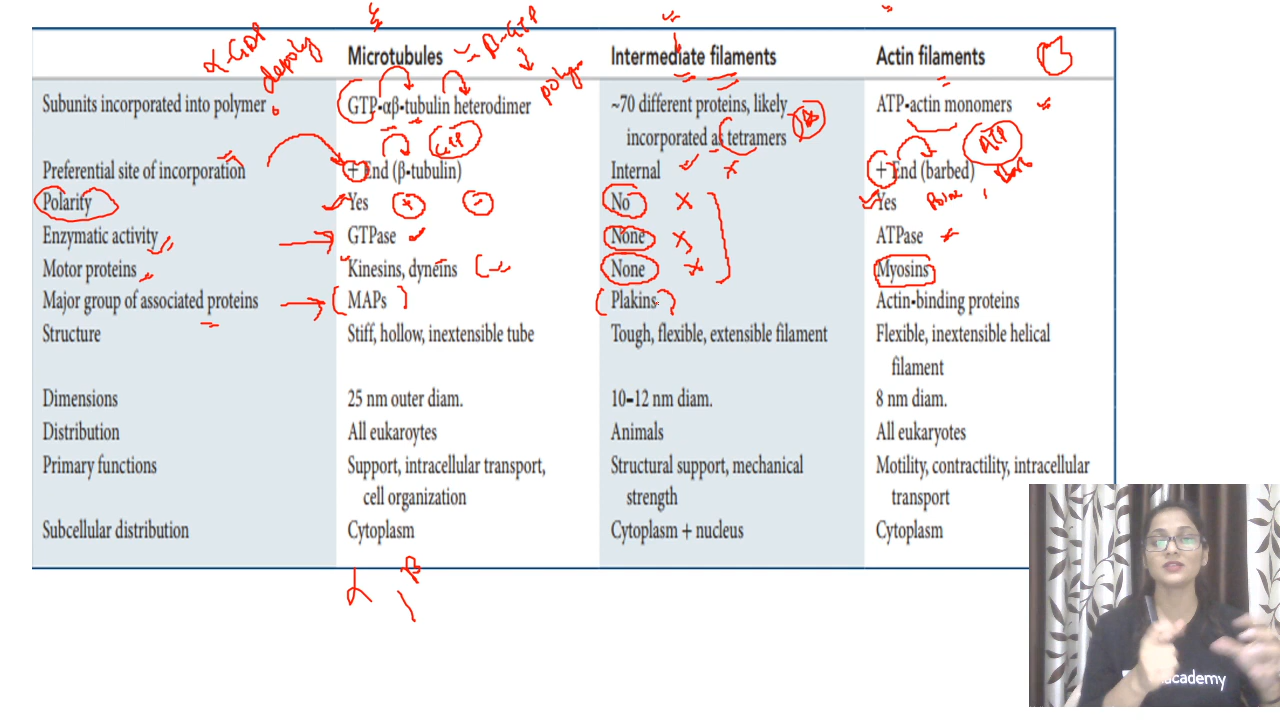 α-GDP
depoly
β-GTP
polym
Microtubules
Intermediate filaments
Actin filaments
Subunits incorporated into polymer
GTP-αβ-tubulin heterodimer
~70 different proteins, likely
incorporated as tetramers
ATP-actin monomers
GTP
ATP
Preferential site of incorporation
+ End (β-tubulin)
Internal
+ End (barbed)
Polarity
Yes
+
-
No
Yes
Enzymatic activity
GTPase
None
ATPase
Motor proteins
Kinesins, dyneins
None
Myosins
Major group of associated proteins
MAPs
Plakins
Actin-binding proteins
Structure
Stiff, hollow, inextensible tube
Tough, flexible, extensible filament
Flexible, inextensible helical
filament
Dimensions
25 nm outer diam.
10–12 nm diam.
8 nm diam.
Distribution
All eukaroytes
Animals
All eukaryotes
Primary functions
Support, intracellular transport,
cell organization
Structural support, mechanical
strength
Motility, contractility, intracellular
transport
Subcellular distribution
Cytoplasm
Cytoplasm + nucleus
Cytoplasm
α β
academy